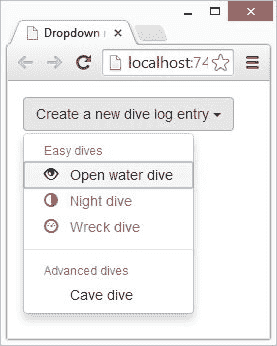 Dropdown
localhost:74
Create a new dive log entry
Easy dives
Open water dive
Night dive
Wreck dive
Advanced dives
Cave dive